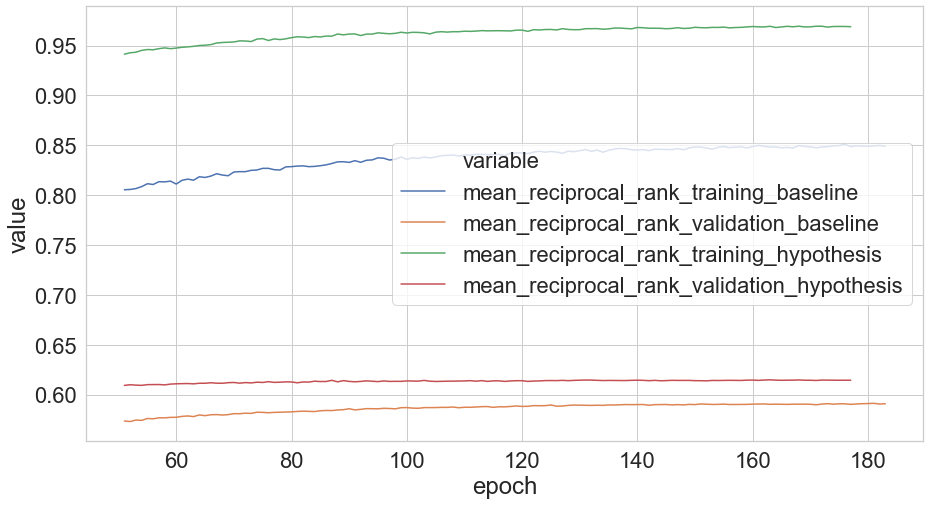 0.95
0.90
0.85
0.80
0.75
0.70
0.65
0.60
value
variable
mean_reciprocal_rank_training_baseline
mean_reciprocal_rank_validation_baseline
mean_reciprocal_rank_training_hypothesis
mean_reciprocal_rank_validation_hypothesis
60 80 100 120 140 160 180
epoch